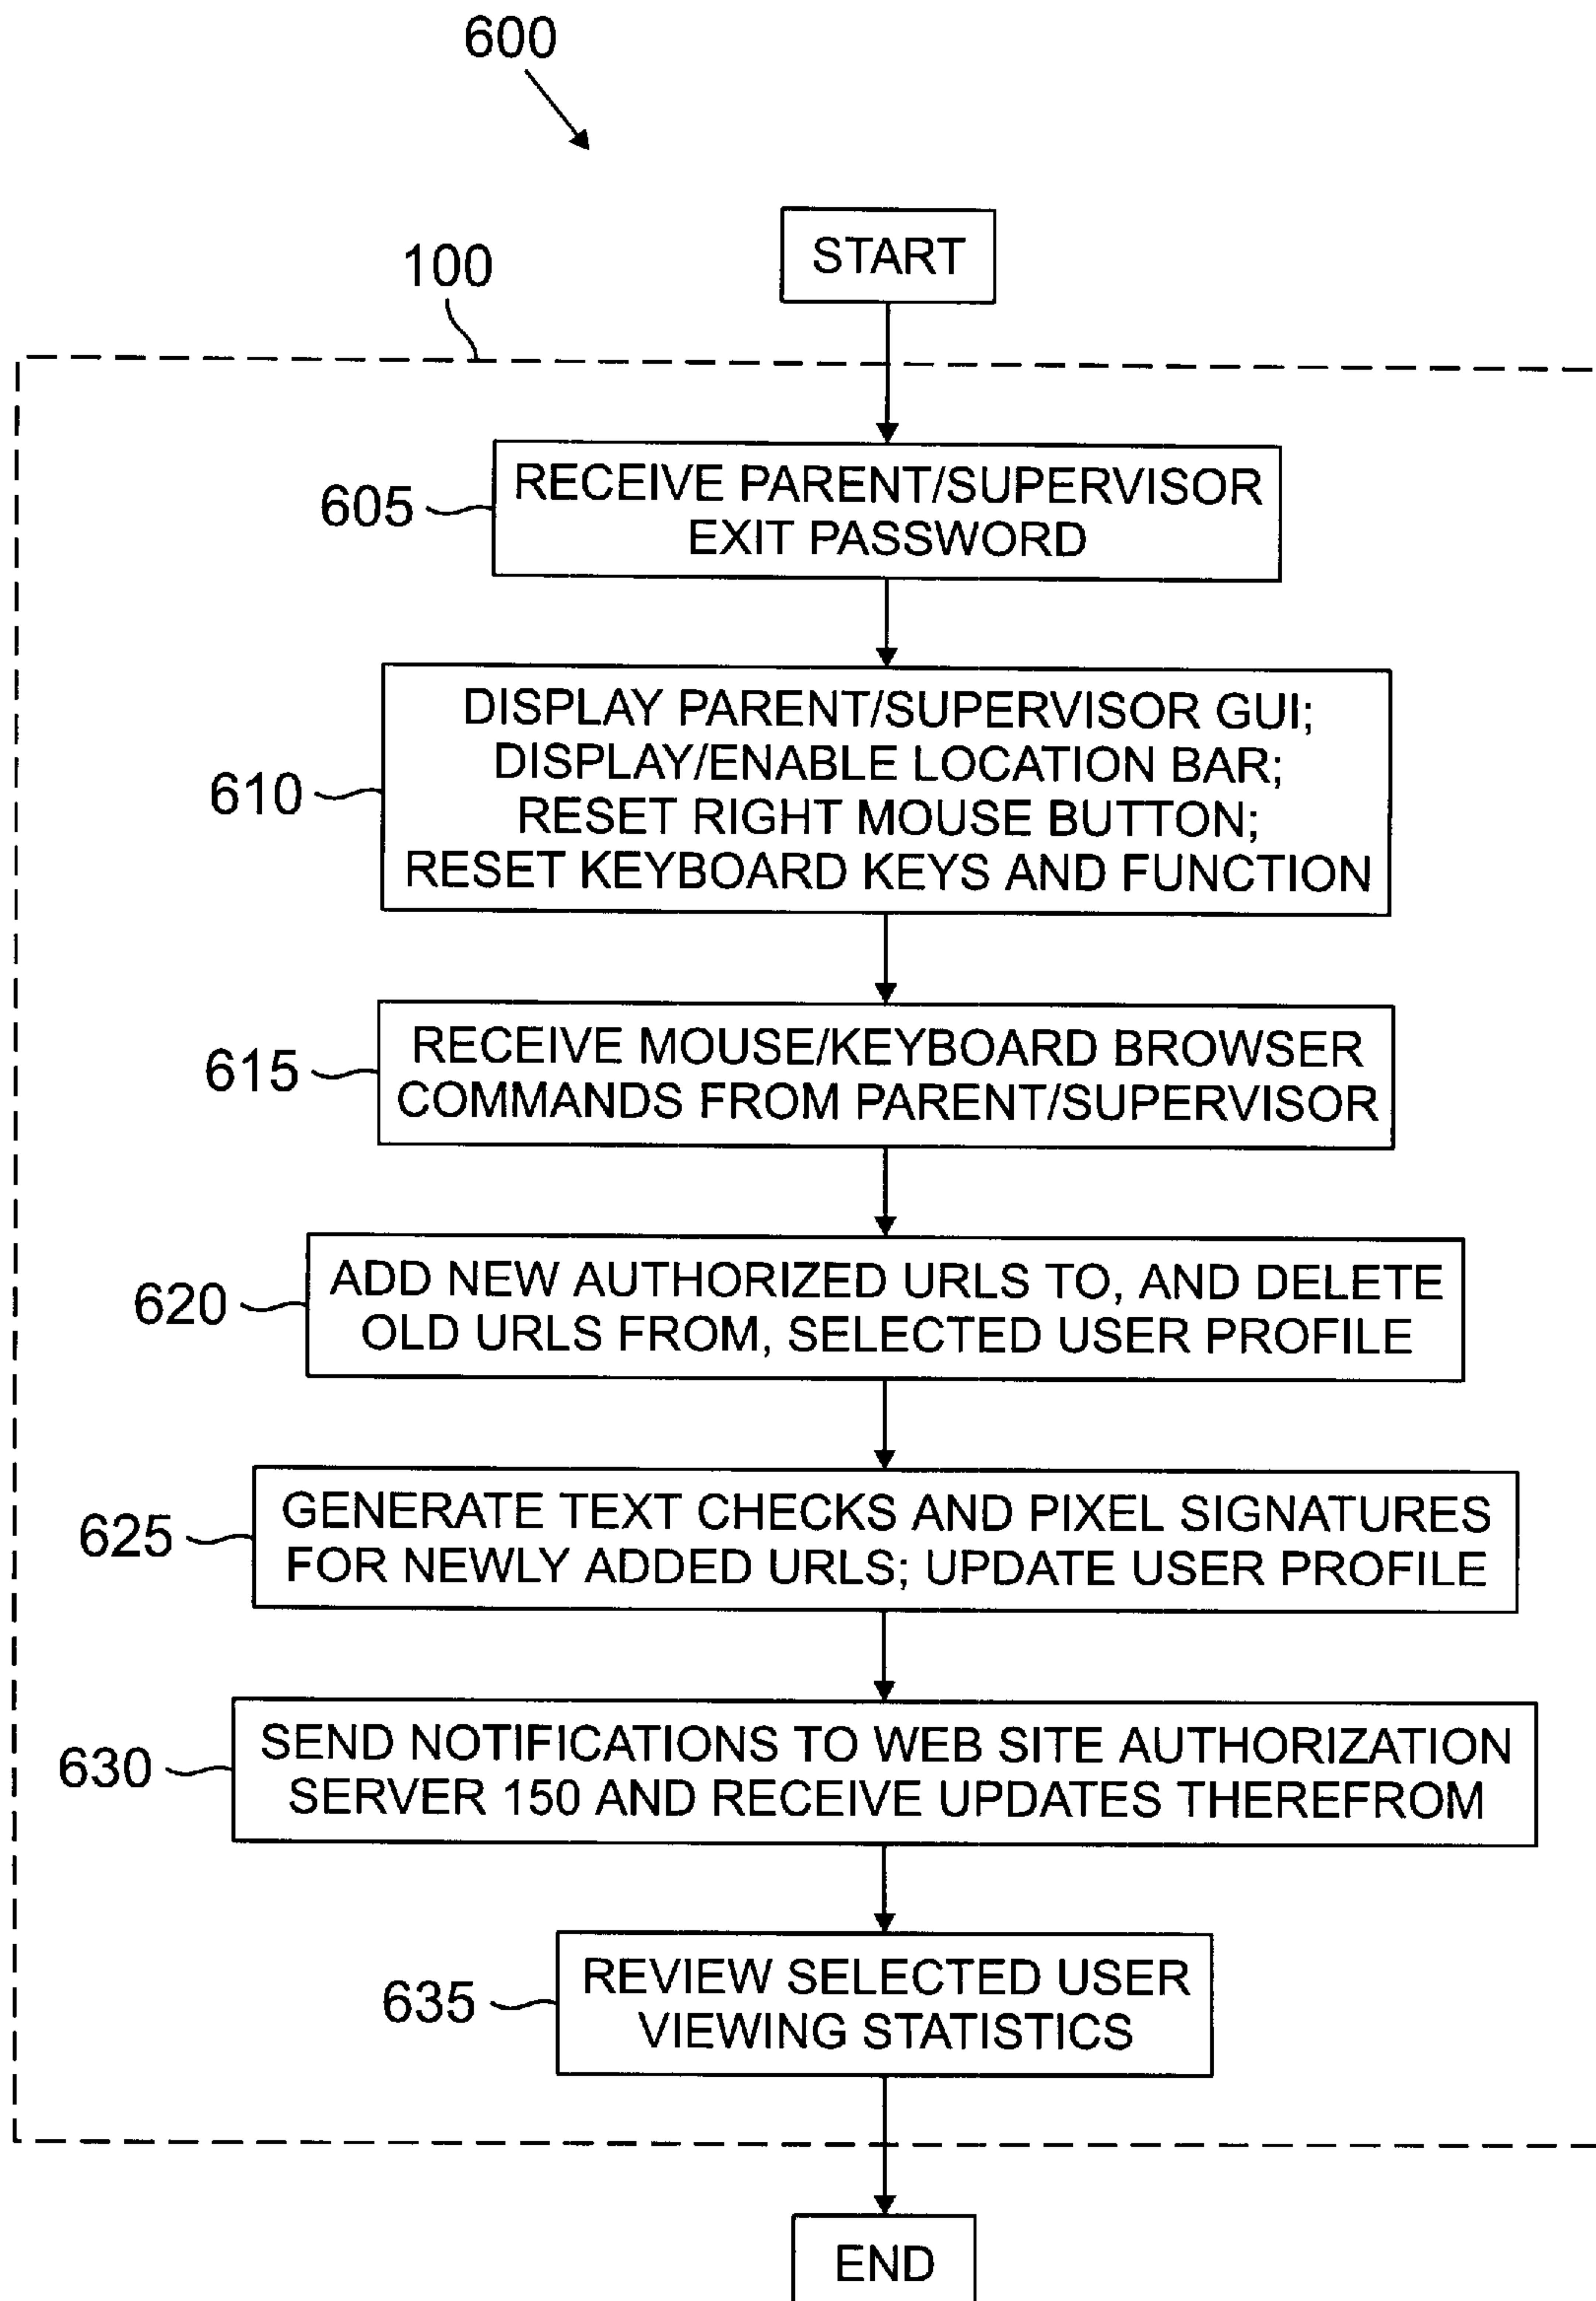 600
START
100
605
RECEIVE PARENT/SUPERVISOR
EXIT PASSWORD
610
DISPLAY PARENT/SUPERVISOR GUI;
DISPLAY/ENABLE LOCATION BAR;
RESET RIGHT MOUSE BUTTON;
RESET KEYBOARD KEYS AND FUNCTION
615
RECEIVE MOUSE/KEYBOARD BROWSER
COMMANDS FROM PARENT/SUPERVISOR
620
ADD NEW AUTHORIZED URLS TO, AND DELETE
OLD URLS FROM, SELECTED USER PROFILE
625
GENERATE TEXT CHECKS AND PIXEL SIGNATURES
FOR NEWLY ADDED URLS; UPDATE USER PROFILE
630
SEND NOTIFICATIONS TO WEB SITE AUTHORIZATION
SERVER 150 AND RECEIVE UPDATES THEREFROM
635
REVIEW SELECTED USER
VIEWING STATISTICS
END